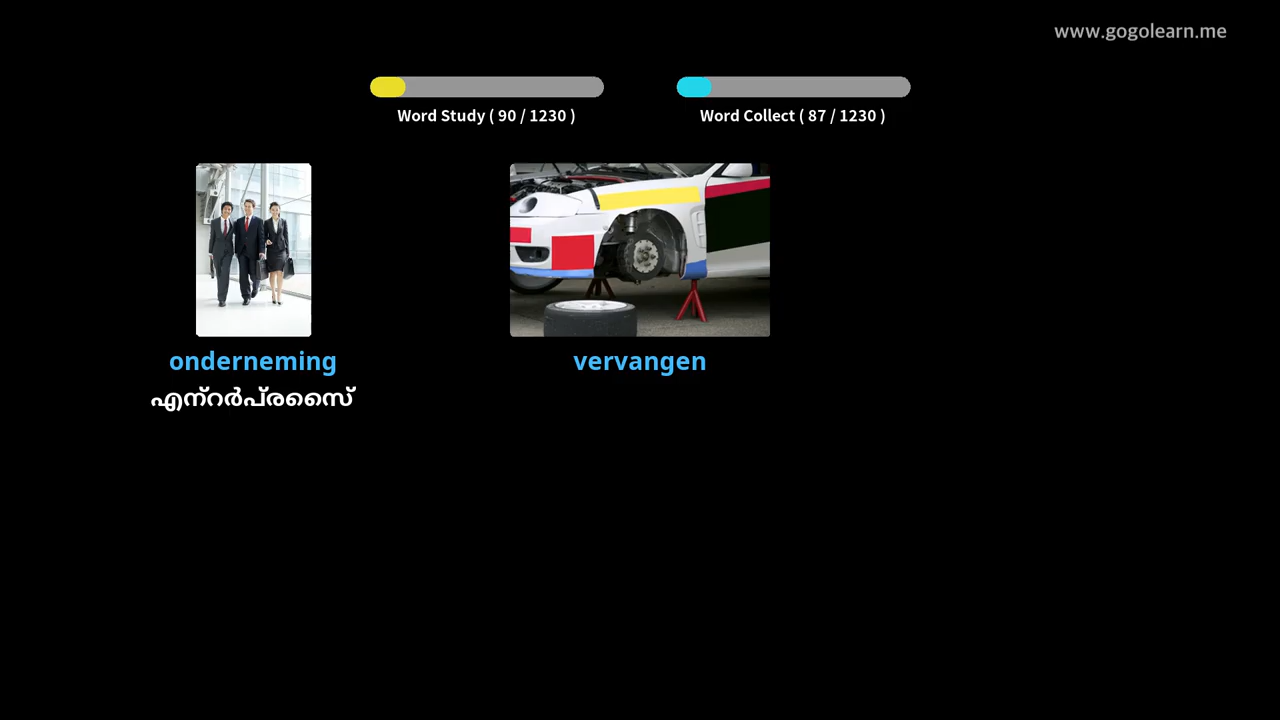 www.gogolearn.me
Word Study ( 90 / 1230 )
Word Collect ( 87 / 1230 )
onderneming
vervangen
എന്റർപ്രൈസ്